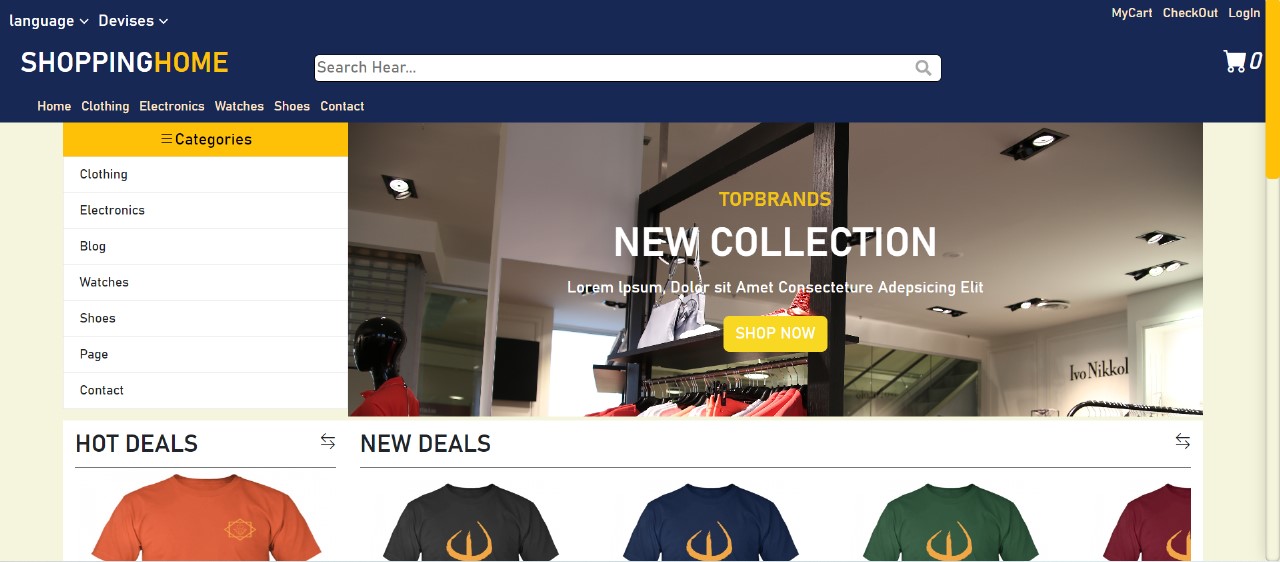 language Devises MyCart CheckOut LogIn
SHOPPINGHOME
Search Hear... 0
Home Clothing Electronics Watches Shoes Contact
Categories
Clothing
Electronics
Blog
Watches
Shoes
Page
Contact
TOPBRANDS
NEW COLLECTION
Lorem Ipsum, Dolor sit Amet Consecteture Adepsicing Elit
SHOP NOW
Ivo Nikkol
HOT DEALS
NEW DEALS